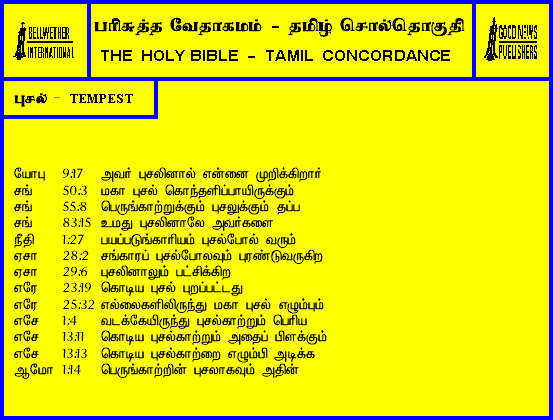 BELLWETHER
INTERNATIONAL
பரிசுத்த வேதாகமம் - தமிழ் சொல்தொகுதி
THE HOLY BIBLE - TAMIL CONCORDANCE
GOOD NEWS
PUBLISHERS
புசல் - TEMPEST
யோபு 9:17 அவர் புசலினால் என்னை முறிக்கிறார்
சங் 50:3 மகா புசல் கொந்தளிப்பாயிருக்கும்
சங் 55:8 பெருங்காற்றுக்கும் புசலுக்கும் தப்ப
சங் 83:15 உமது புசலினாலே அவர்களை
நீதி 1:27 பயப்படுங்காரியம் புசல்போல் வரும்
ஏசா 28:2 சங்காரப் புசல்போலவும் புரண்டுவருகிற
ஏசா 29:6 புசலினாலும் பட்சிக்கிற
எரே 23:19 கொடிய புசல் புறப்பட்டது
எரே 25:32 எல்லைகளிலிருந்து மகா புசல் எழும்பும்
எசே 1:4 வடக்கேயிருந்து புசல்காற்றும் பெரிய
எசே 13:11 கொடிய புசல்காற்றும் அதைப் பிளக்கும்
எசே 13:13 கொடிய புசல்காற்றை எழும்பி அடிக்க
ஆமோ 1:14 பெருங்காற்றின் புசலாகவும் அதின்